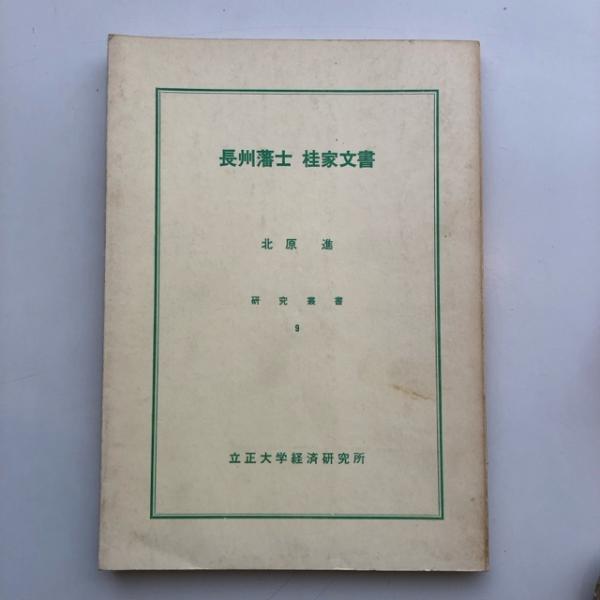 長州藩士 桂家文書
北原 進
研究叢書
9
立正大学経済研究所